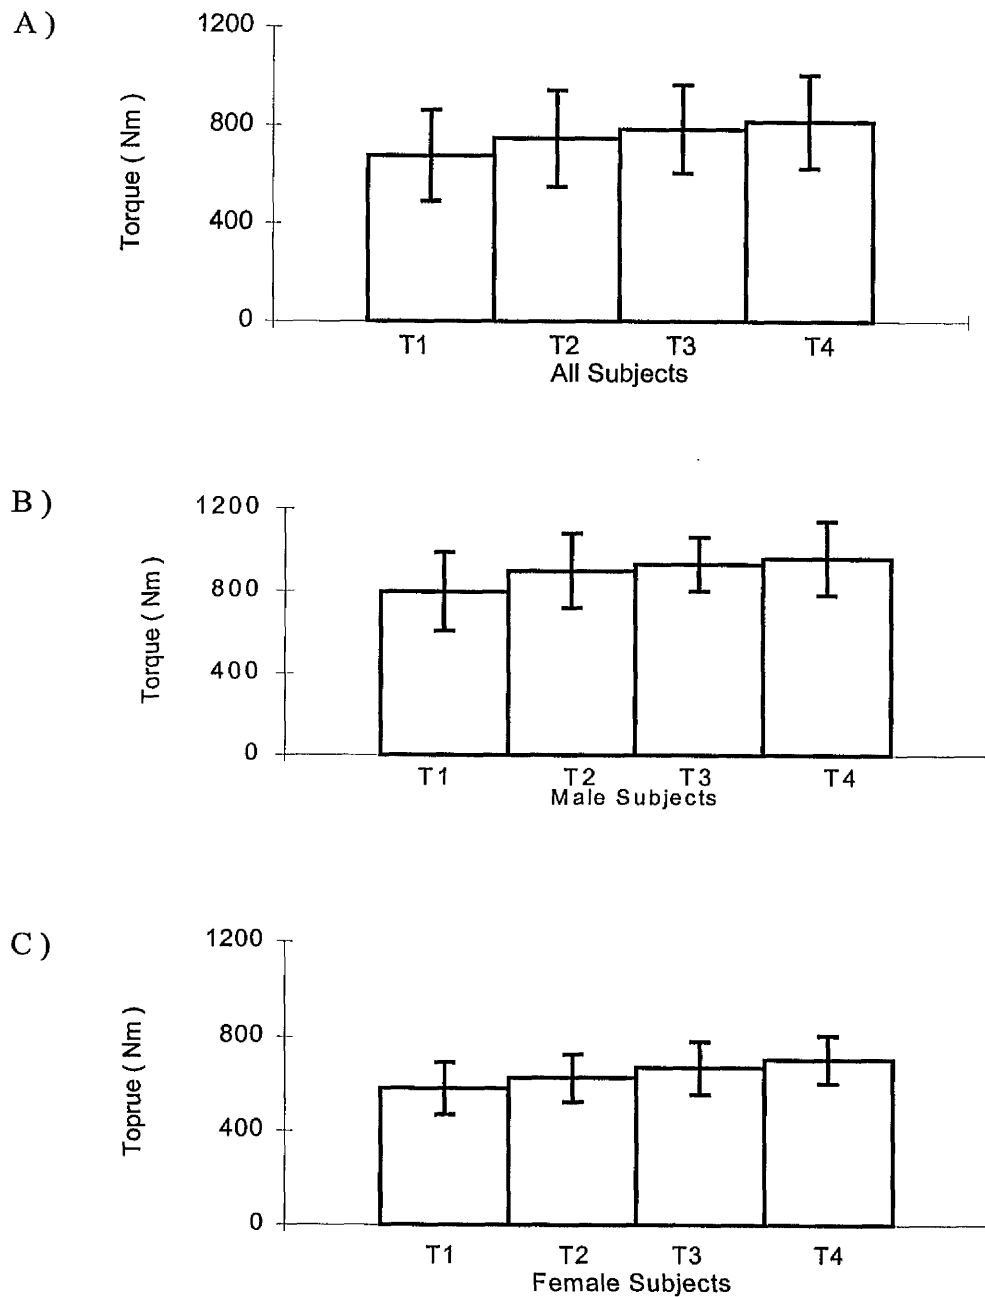 A )
1200
800
400
0
Torque ( Nm )
T1 T2 T3 T4
All Subjects
B )
1200
800
400
0
Torque ( Nm )
T1 T2 T3 T4
Male Subjects
C )
1200
800
400
0
Toprue ( Nm )
T1 T2 T3 T4
Female Subjects